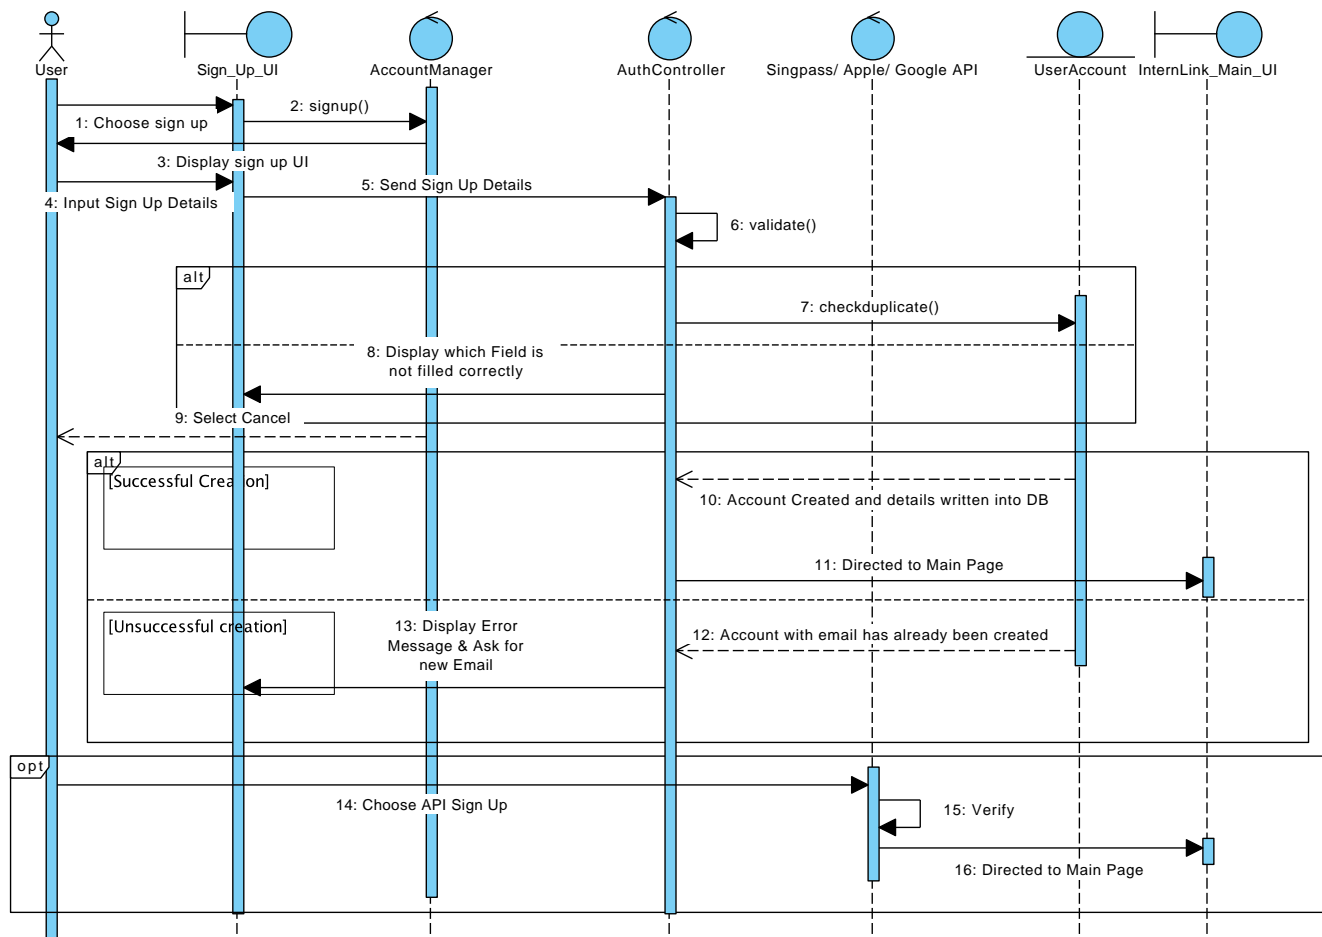 User
Sign_Up_UI
AccountManager
AuthController
Singpass/ Apple/ Google API
UserAccount
InternLink_Main_UI
1: Choose sign up
2: signup()
3: Display sign up UI
4: Input Sign Up Details
5: Send Sign Up Details
6: validate()
alt
7: checkduplicate()
8: Display which Field is
not filled correctly
9: Select Cancel
alt
[Successful Creation]
10: Account Created and details written into DB
11: Directed to Main Page
[Unsuccessful creation]
12: Account with email has already been created
13: Display Error
Message & Ask for
new Email
opt
14: Choose API Sign Up
15: Verify
16: Directed to Main Page